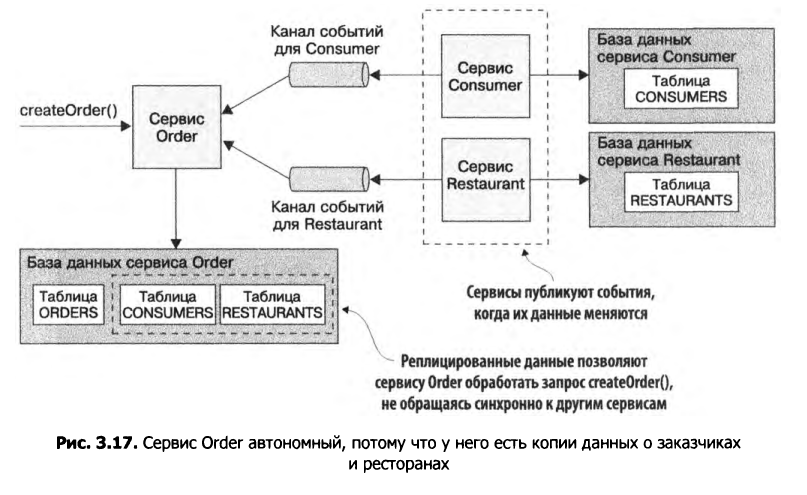 Канал событий
для Consumer
Сервис
Consumer
База данных
сервиса Consumer
Таблица
CONSUMERS
createOrder()
Сервис
Order
Сервис
Restaurant
База данных
сервиса Restaurant
Таблица
RESTAURANTS
Канал событий
для Restaurant
База данных сервиса Order
Таблица
ORDERS
Таблица
CONSUMERS
Таблица
RESTAURANTS
Сервисы публикуют события,
когда их данные меняются
Реплицированные данные позволяют
сервису Order обработать запрос createOrder(),
не обращаясь синхронно к другим сервисам
Рис. 3.17. Сервис Order автономный, потому что у него есть копии данных о заказчиках
и ресторанах